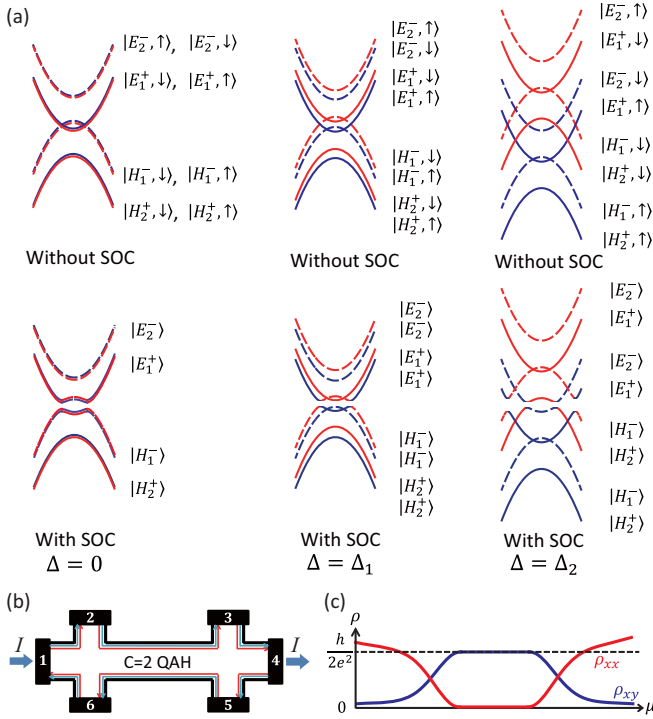 (a)
|E₂⁻,↑⟩, |E₂⁻,↓⟩
|E₁⁺,↓⟩, |E₁⁺,↑⟩
|H₁⁻,↓⟩, |H₁⁻,↑⟩
|H₂⁺,↓⟩, |H₂⁺,↑⟩
Without SOC
|E₂⁻,↑⟩
|E₂⁻,↓⟩
|E₁⁺,↓⟩
|E₁⁺,↑⟩
|H₁⁻,↓⟩
|H₁⁻,↑⟩
|H₂⁺,↓⟩
|H₂⁺,↑⟩
Without SOC
|E₂⁻,↑⟩
|E₁⁺,↓⟩
|E₂⁻,↓⟩
|E₁⁺,↑⟩
|H₁⁻,↓⟩
|H₂⁺,↓⟩
|H₁⁻,↑⟩
|H₂⁺,↑⟩
Without SOC
|E₂⁻⟩
|E₁⁺⟩
|H₁⁻⟩
|H₂⁺⟩
With SOC
Δ = 0
|E₂⁻⟩
|E₂⁻⟩
|E₁⁺⟩
|E₁⁺⟩
|H₁⁻⟩
|H₁⁻⟩
|H₂⁺⟩
|H₂⁺⟩
With SOC
Δ = Δ₁
|E₂⁻⟩
|E₁⁺⟩
|E₂⁻⟩
|E₁⁺⟩
|H₁⁻⟩
|H₂⁺⟩
|H₁⁻⟩
|H₂⁺⟩
With SOC
Δ = Δ₂
(b)
2
3
I
1
C=2 QAH
4
I
6
5
(c)
ρ
h
2e²
ρxx
ρxy
0
μ